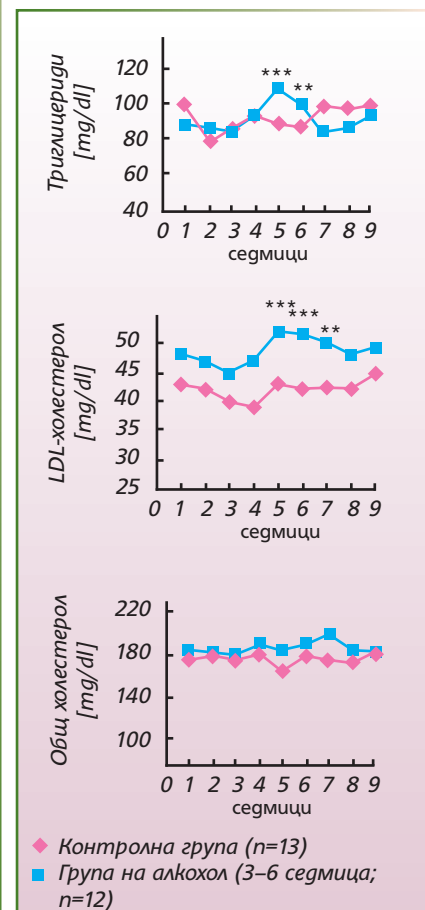 Триглицериди
[mg/dl]
120
100
80
60
40
***
**
0 1 2 3 4 5 6 7 8 9
седмици
LDL-холестерол
[mg/dl]
50
45
40
35
30
25
***
***
**
0 1 2 3 4 5 6 7 8 9
седмици
Общ холестерол
[mg/dl]
220
180
140
100
0 1 2 3 4 5 6 7 8 9
седмици
Контролна група (n=13)
Група на алкохол (3–6 седмица;
n=12)